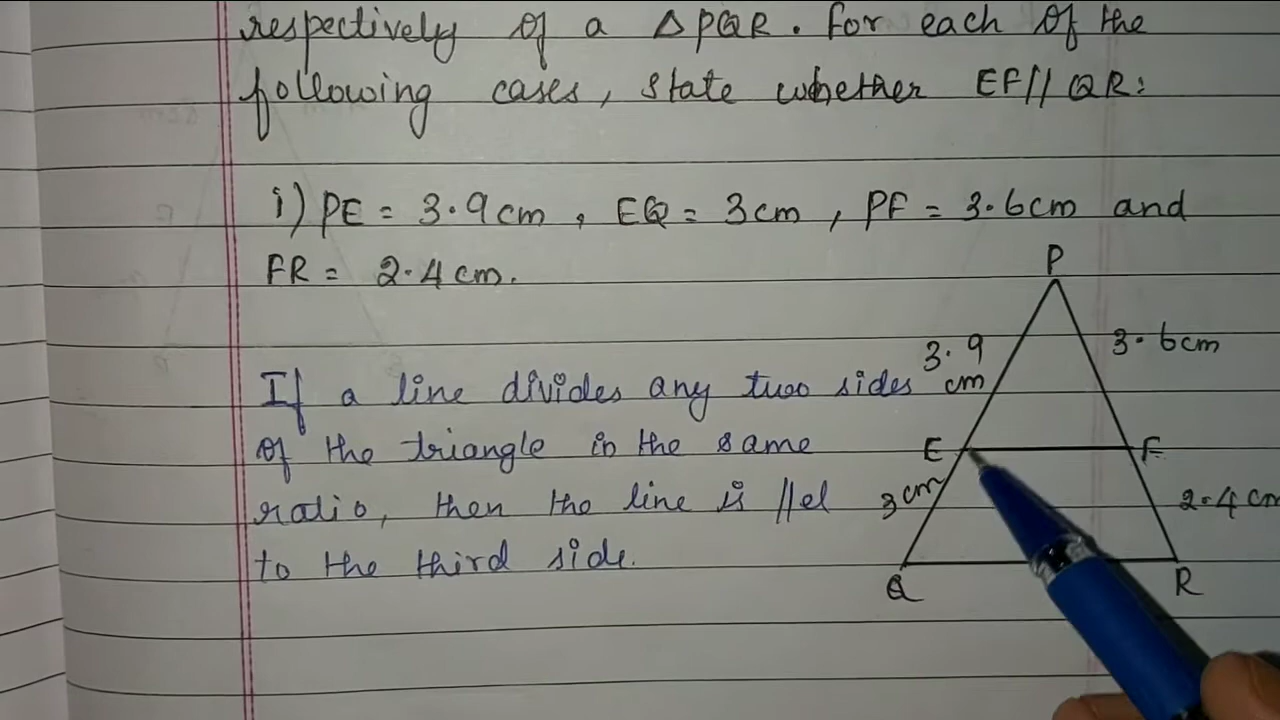 respectively of a △PQR. For each of the
following cases, state whether EF// QR:
i) PE = 3.9cm, EQ = 3cm, PF = 3.6cm and
FR = 2.4cm.
P
3.9
cm
3.6cm
If a line divides any two sides
of the triangle in the same
ratio, then the line is //el
to the third side.
E
F
3cm
2.4cm
Q
R